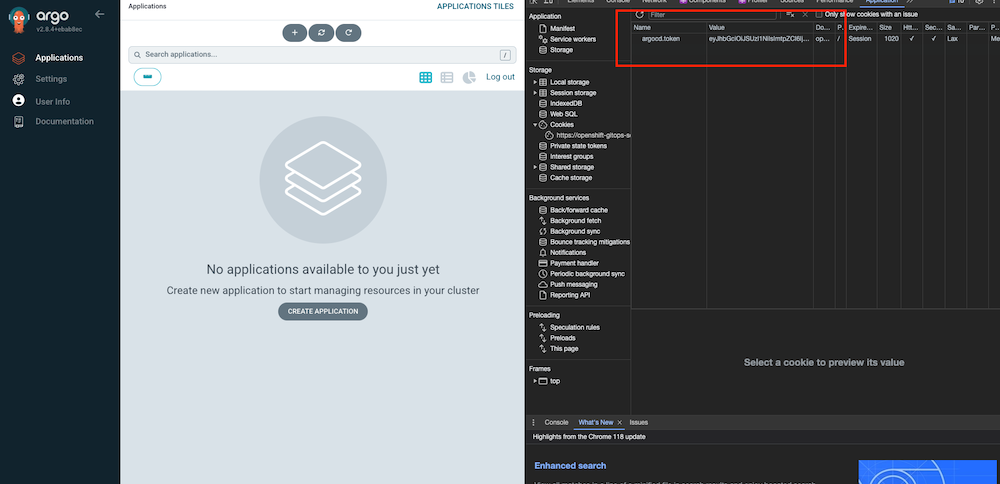 argo
v2.8.4+ebab8ec
Applications
Settings
User Info
Documentation
Applications
APPLICATIONS TILES
Search applications...
/
Log out
No applications available to you just yet
Create new application to start managing resources in your cluster
CREATE APPLICATION
Elements
Console
Network
Components
Profiler
Sources
Performance
Application
Filter
Only show cookies with an issue
Application
Manifest
Service workers
Storage
Storage
Local storage
Session storage
IndexedDB
Web SQL
Cookies
https://openshift-gitops-s
Private state tokens
Interest groups
Shared storage
Cache storage
Background services
Back/forward cache
Background fetch
Background sync
Bounce tracking mitigations
Notifications
Payment handler
Periodic background sync
Push messaging
Reporting API
Preloading
Speculation rules
Preloads
This page
Frames
top
Name Value Do... P. Expire... Size Htt... Sec... Sa... Par... P...
argocd.token op... / Session 1020 ✓ ✓ Lax Me
Select a cookie to preview its value
Console What's New Issues
Highlights from the Chrome 118 update
Enhanced search